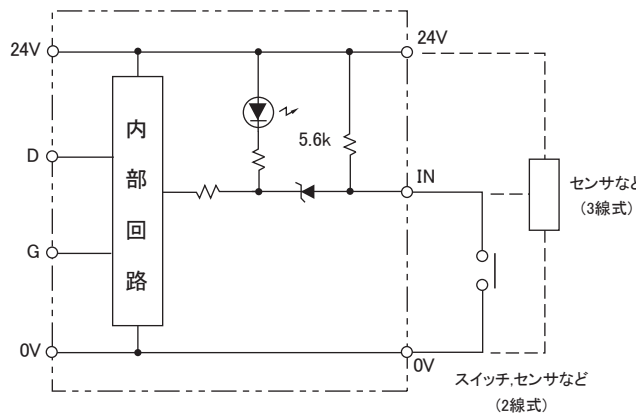 24V
24V
5.6k
内部回路
D
IN
センサなど
(3線式)
G
0V
0V
スイッチ,センサなど
(2線式)